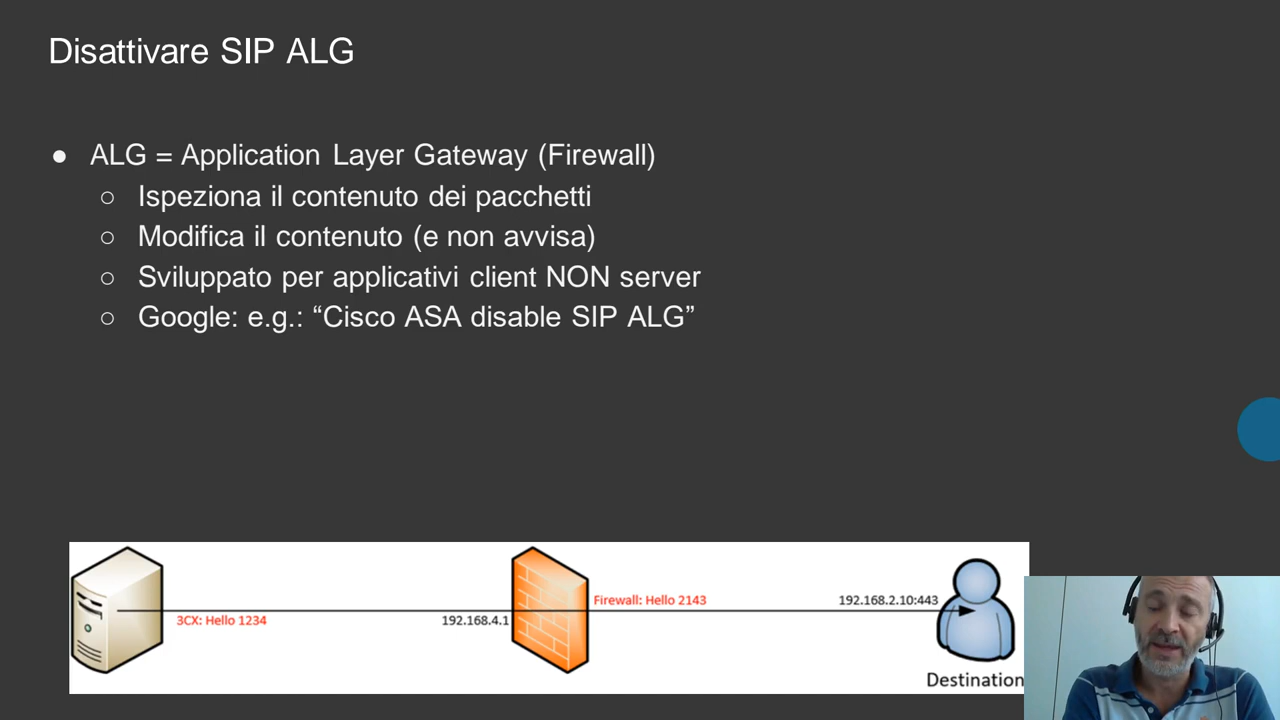 Disattivare SIP ALG
● ALG = Application Layer Gateway (Firewall)
○ Ispeziona il contenuto dei pacchetti
○ Modifica il contenuto (e non avvisa)
○ Sviluppato per applicativi client NON server
○ Google: e.g.: “Cisco ASA disable SIP ALG”
3CX: Hello 1234
192.168.4.1
Firewall: Hello 2143
192.168.2.10:443
Destination